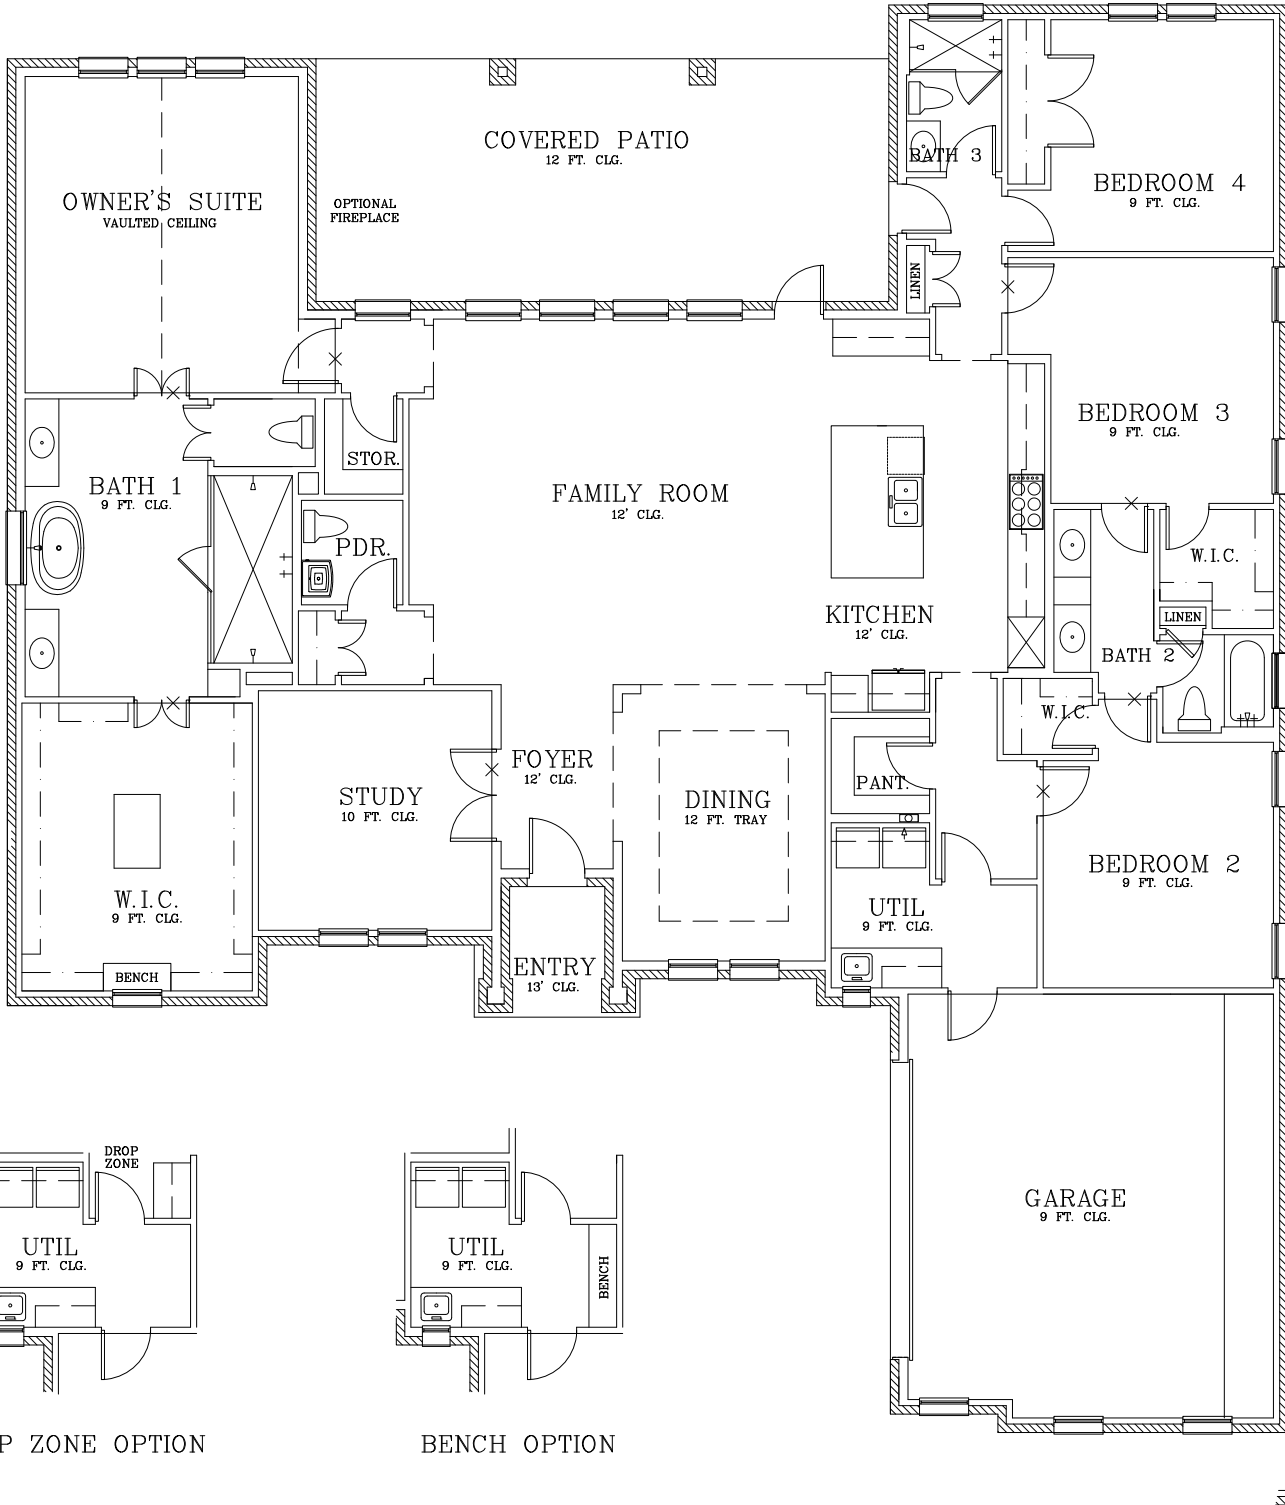 COVERED PATIO
12 FT. CLG.
BATH 3
BEDROOM 4
9 FT. CLG.
OWNER'S SUITE
VAULTED CEILING
OPTIONAL
FIREPLACE
LINEN
BEDROOM 3
9 FT. CLG.
STOR.
BATH 1
9 FT. CLG.
FAMILY ROOM
12' CLG.
PDR.
W.I.C.
KITCHEN
12' CLG.
LINEN
BATH 2
W.I.C.
FOYER
12' CLG.
STUDY
10 FT. CLG.
DINING
12 FT. TRAY
PANT.
BEDROOM 2
9 FT. CLG.
W.I.C.
9 FT. CLG.
UTIL
9 FT. CLG.
BENCH
ENTRY
13' CLG.
DROP
ZONE
GARAGE
9 FT. CLG.
UTIL
9 FT. CLG.
UTIL
9 FT. CLG.
BENCH
P ZONE OPTION
BENCH OPTION